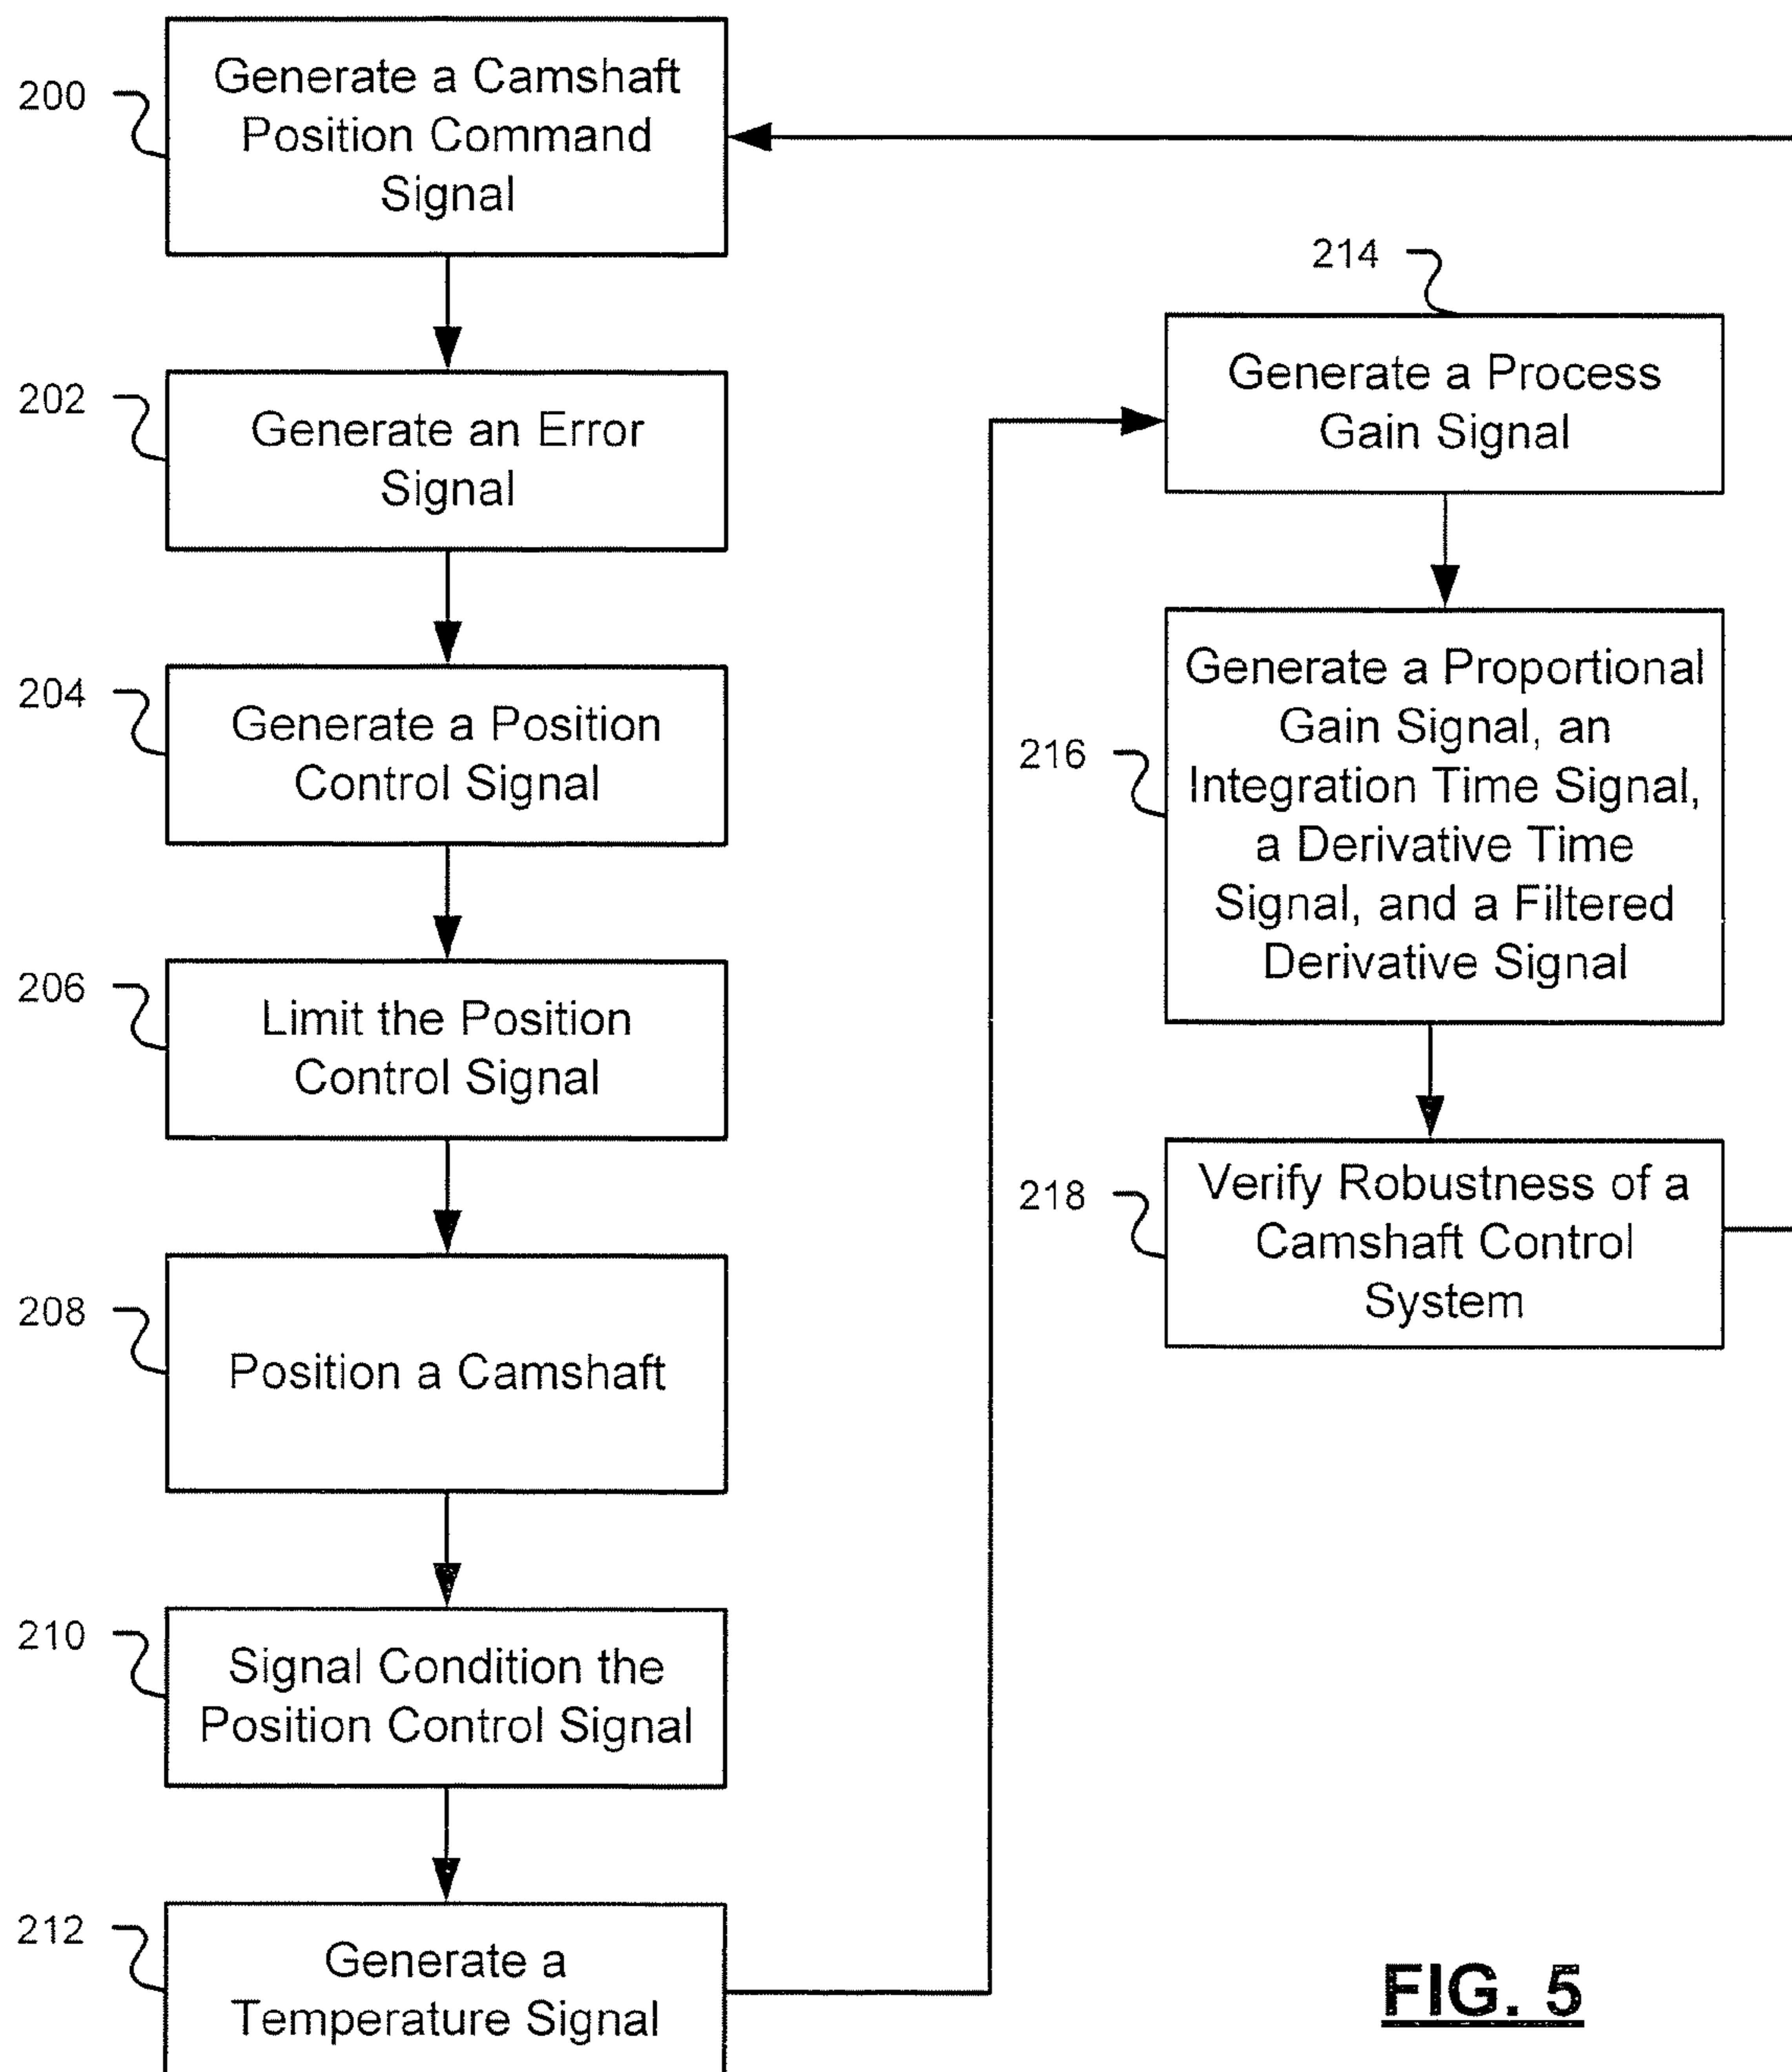 200
Generate a Camshaft
Position Command
Signal
202
Generate an Error
Signal
204
Generate a Position
Control Signal
206
Limit the Position
Control Signal
208
Position a Camshaft
210
Signal Condition the
Position Control Signal
212
Generate a
Temperature Signal
214
Generate a Process
Gain Signal
216
Generate a Proportional
Gain Signal, an
Integration Time Signal,
a Derivative Time
Signal, and a Filtered
Derivative Signal
218
Verify Robustness of a
Camshaft Control
System
FIG. 5